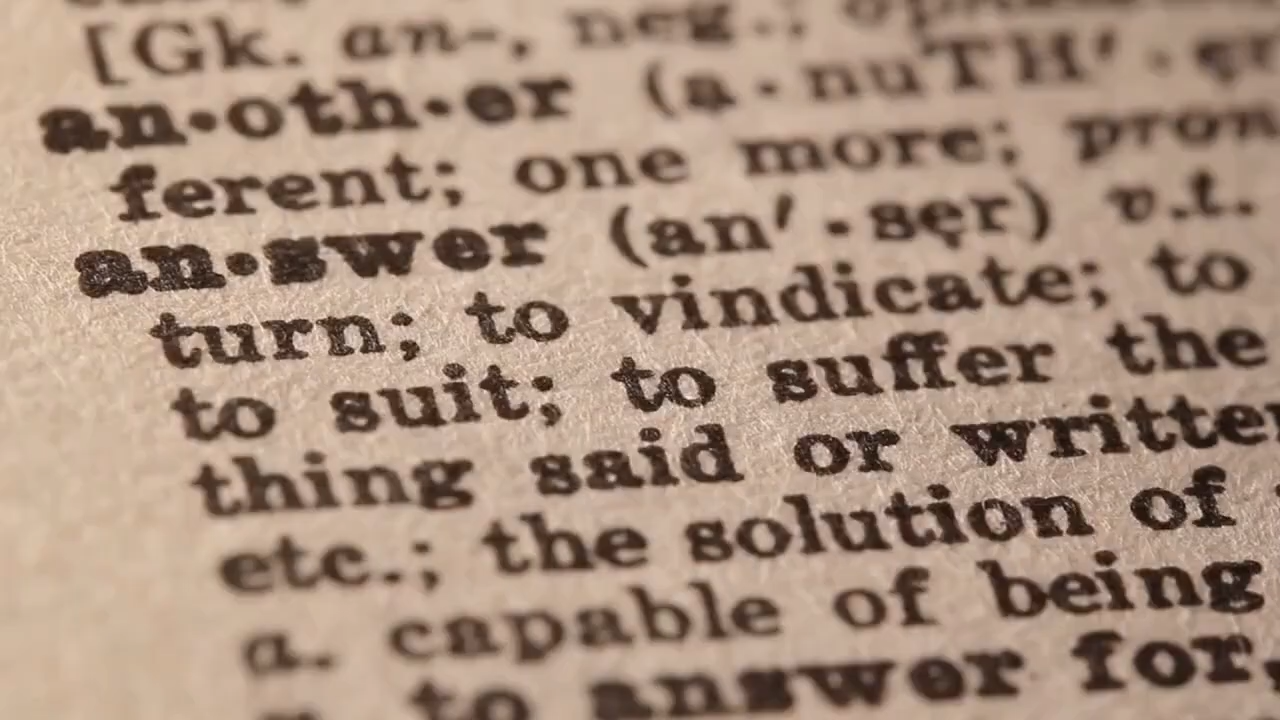 [Gk. an-, neg.;
an•oth•er (a·nuTH′·
ferent; one more; pron
an•swer (an′·sẹr) v.t.
turn; to vindicate; to
to suit; to suffer the
thing said or written
etc.; the solution of
a. capable of being
to answer for,